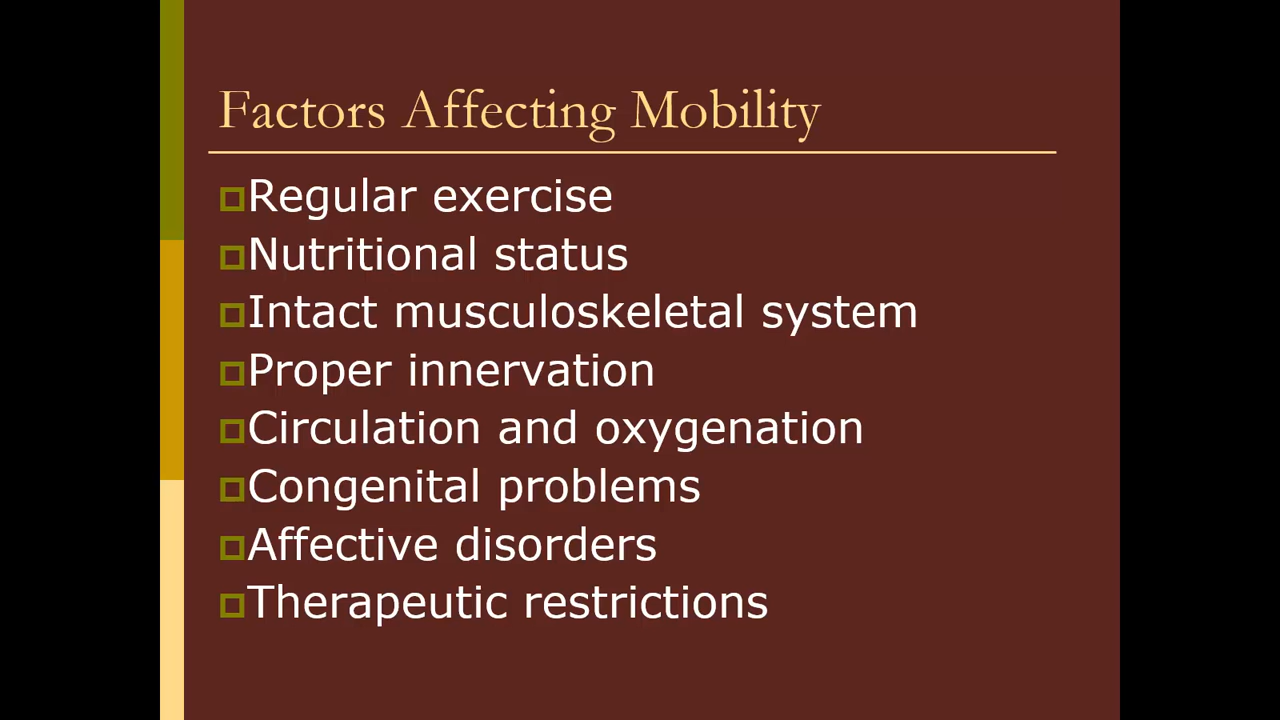 Factors Affecting Mobility
Regular exercise
Nutritional status
Intact musculoskeletal system
Proper innervation
Circulation and oxygenation
Congenital problems
Affective disorders
Therapeutic restrictions